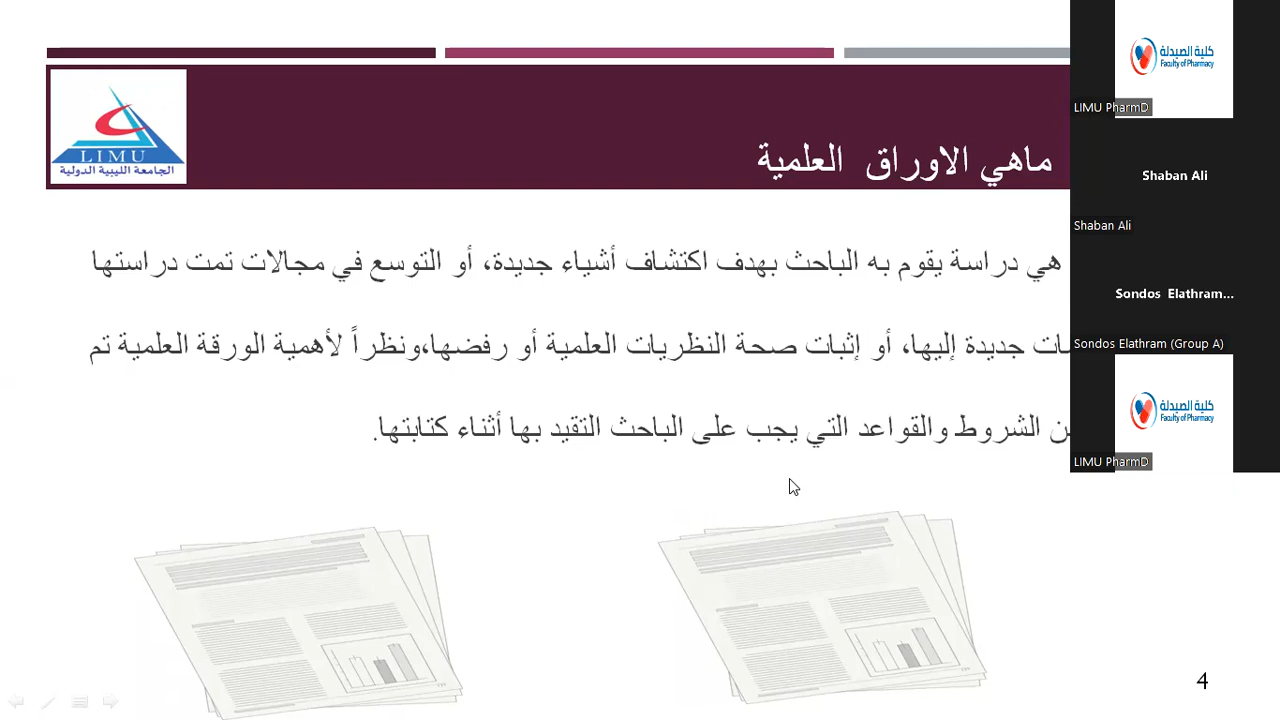 LIMU
الجامعة الليبية الدولية
ماهي الاوراق العلمية
هي دراسة يقوم به الباحث بهدف اكتشاف أشياء جديدة، أو التوسع في مجالات تمت دراستها
جديدة إليها، أو إثبات صحة النظريات العلمية أو رفضها،ونظراً لأهمية الورقة العلمية تم
الشروط والقواعد التي يجب على الباحث التقيد بها أثناء كتابتها.
4
كلية الصيدلة
Faculty of Pharmacy
LIMU PharmD
Shaban Ali
Shaban Ali
Sondos Elathram...
Sondos Elathram (Group A)
كلية الصيدلة
Faculty of Pharmacy
LIMU PharmD